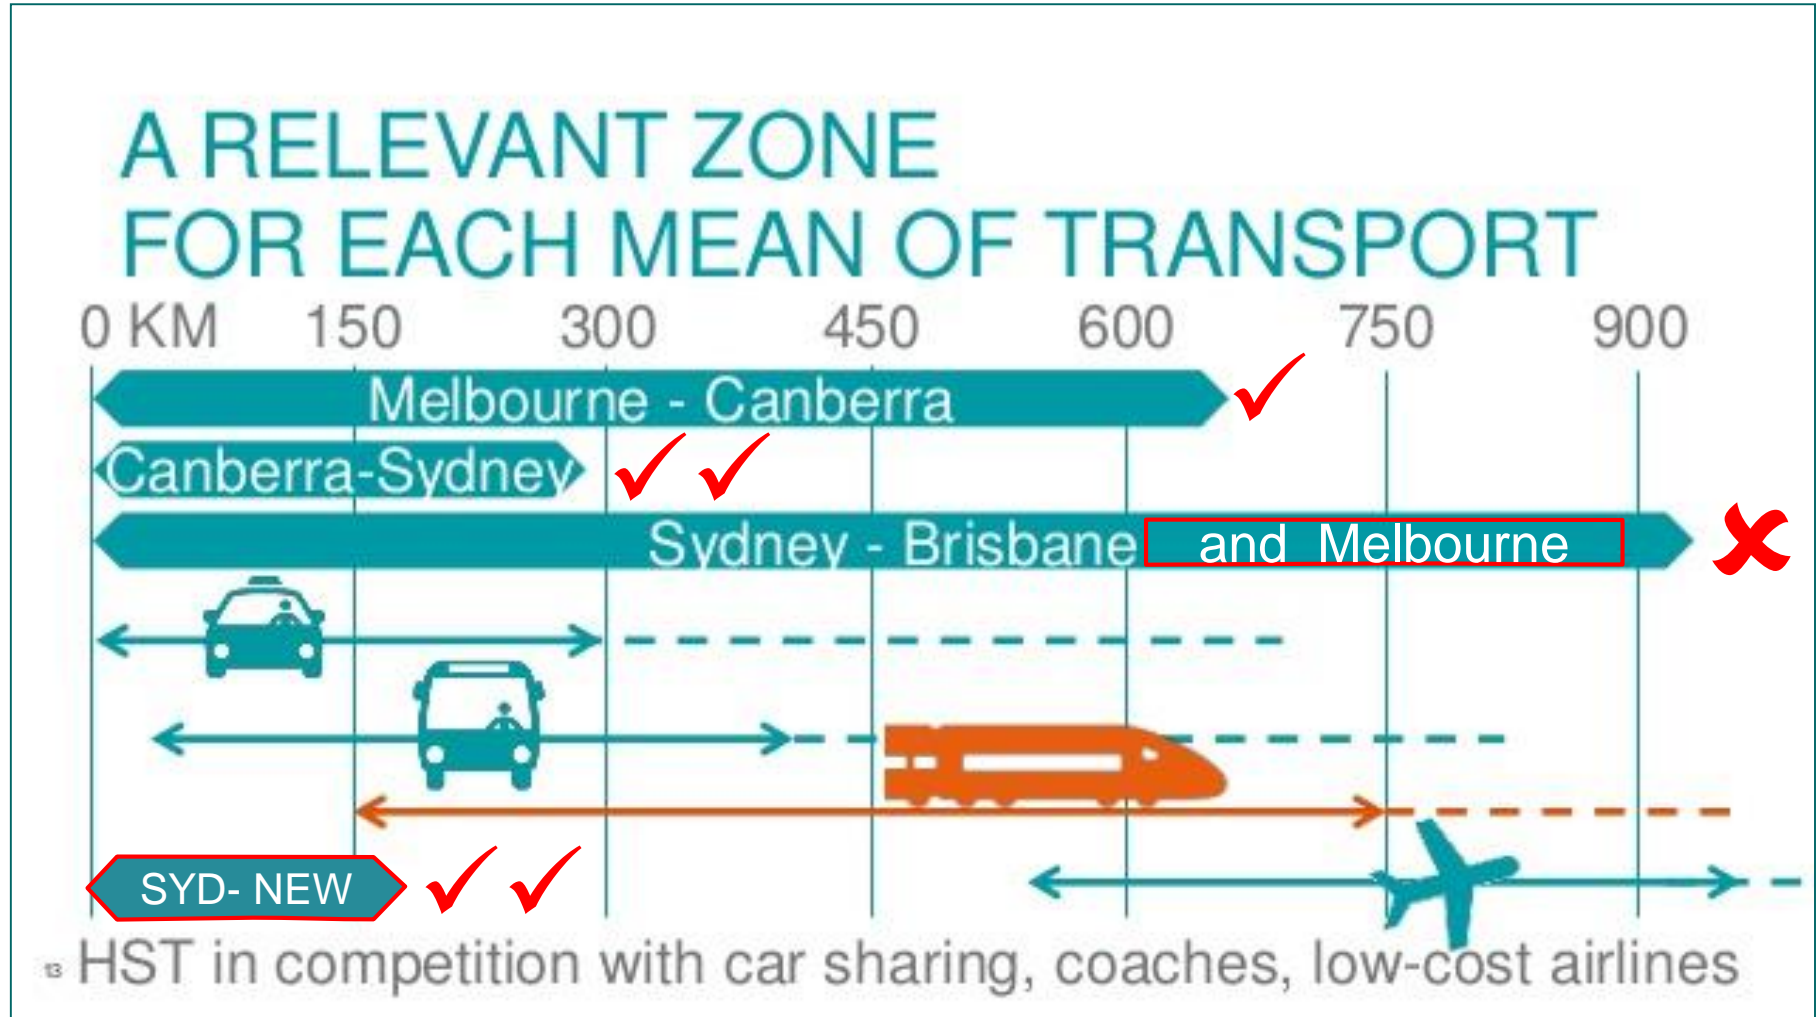 A RELEVANT ZONE
FOR EACH MEAN OF TRANSPORT
0 KM 150 300 450 600 750 900
Melbourne - Canberra
Canberra-Sydney
Sydney - Brisbane and Melbourne
SYD- NEW
13 HST in competition with car sharing, coaches, low-cost airlines